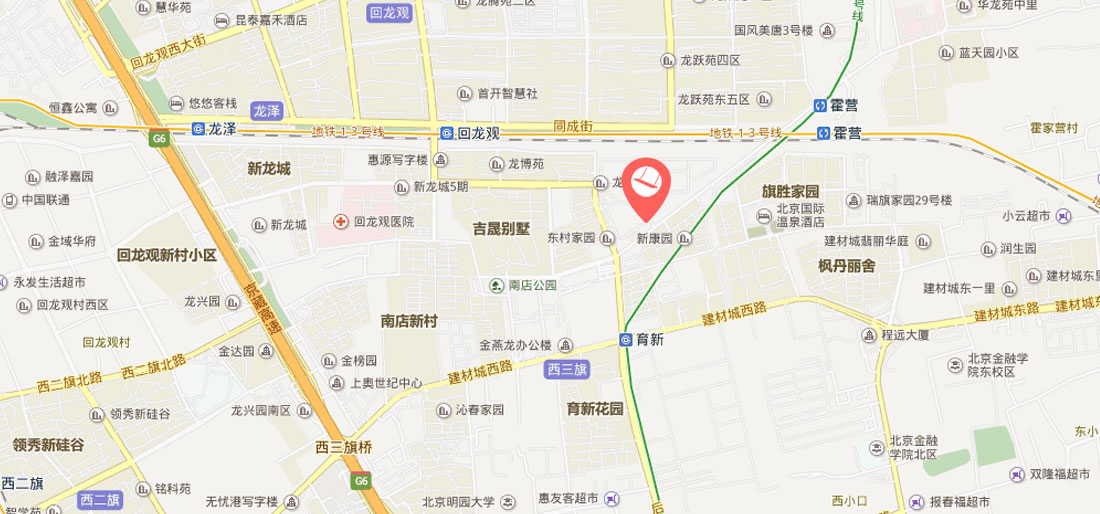 慧华苑
昆泰嘉禾酒店
回龙观
龙腾苑二区
国风美唐3号楼
号线
华龙苑中里
回龙观西大街
龙跃苑四区
蓝天园小区
恒鑫公寓
悠悠客栈
龙泽
首开智慧社
龙跃苑东五区
霍营
G6
龙泽
地铁13号线
回龙观
同成街
地铁13号线
霍营
霍家营村
融泽嘉园
新龙城
惠源写字楼
龙博苑
中国联通
新龙城5期
龙
旗胜家园
瑞旗家园29号楼
北京国际
温泉酒店
小云超市
金域华府
新龙城
回龙观医院
吉晟别墅
东村家园
新康园
建材城翡丽华庭
润生园
回龙观新村小区
枫丹丽舍
永发生活超市
南店公园
建材城东一里
建材城东
回龙观村西区
龙兴园
京藏高速
南店新村
建材城西路
建材城东路
回龙观村
金达园
金榜园
金燕龙办公楼
育新
程远大厦
西二旗北路
西二旗北路
上奥世纪中心
建材城西路
西三旗
北京金融学
院东校区
领秀新硅谷
龙兴园南区
沁春家园
育新花园
领秀新硅谷
西三旗桥
北京金融
学院北区
东小
西二旗
G6
双隆福超市
西二旗
铭科苑
无忧港写字楼
北京明园大学
惠友客超市
西小口
报春福超市
智学苑